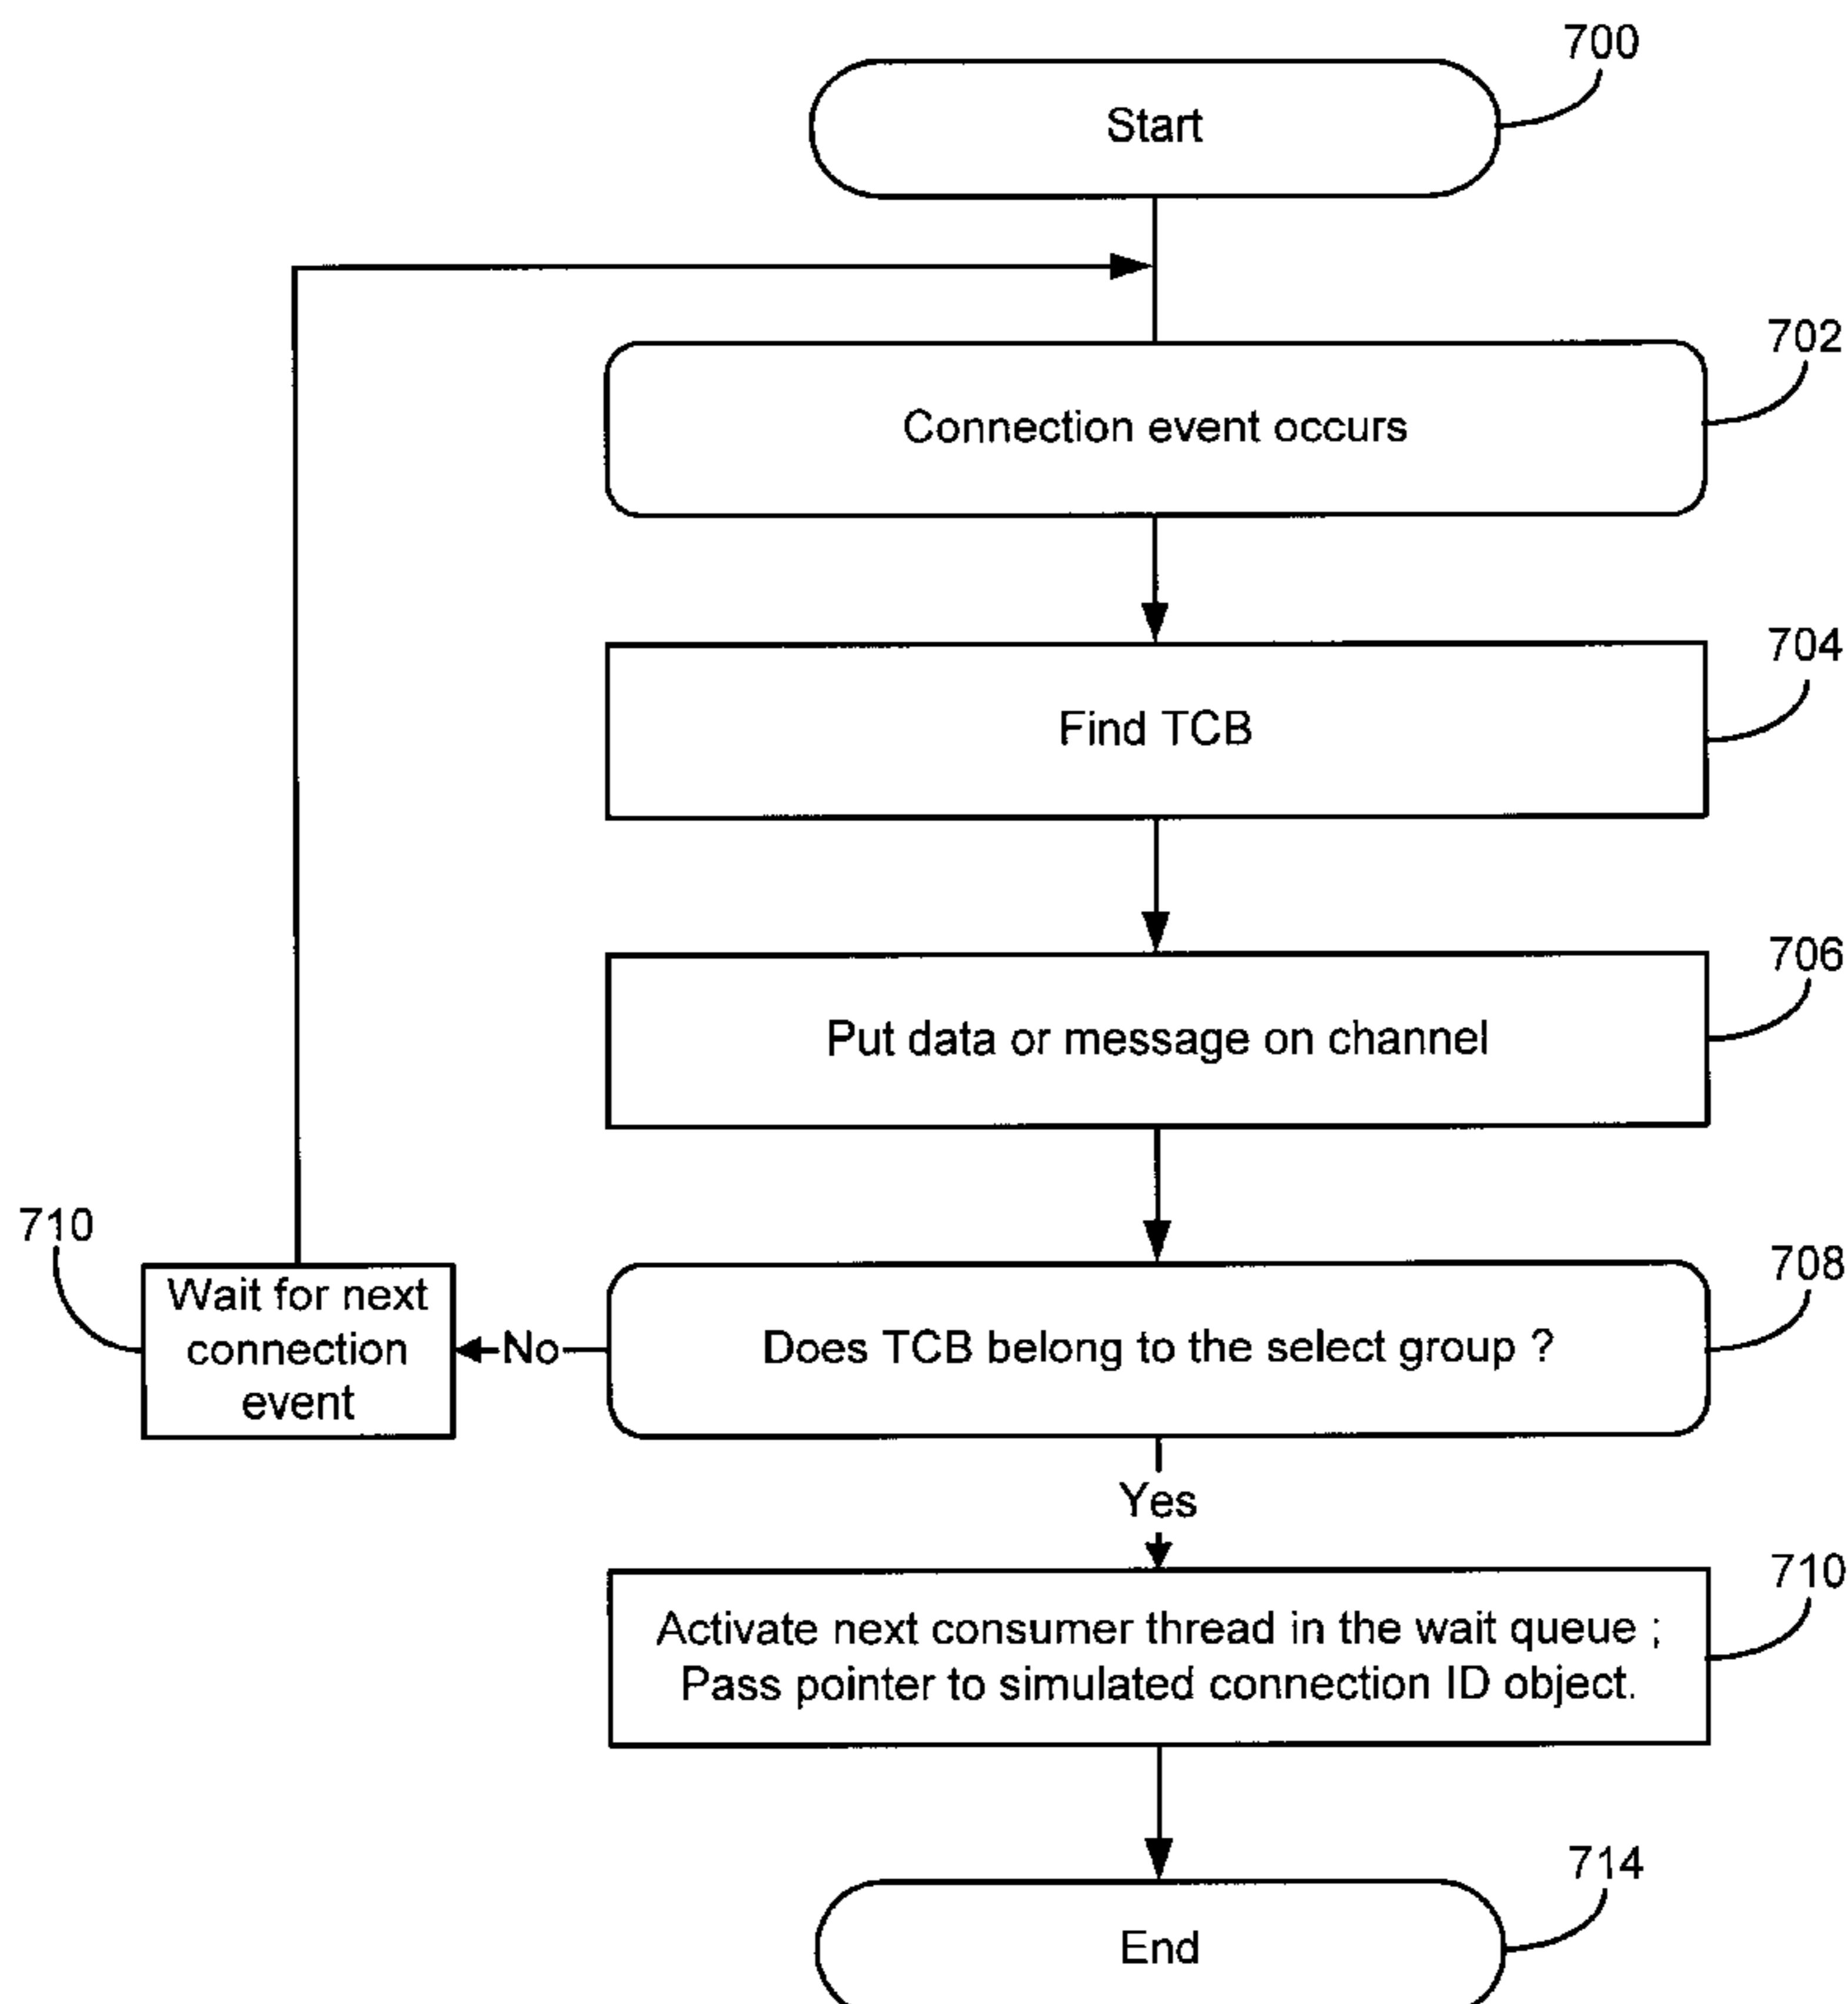 700
Start
702
Connection event occurs
704
Find TCB
706
Put data or message on channel
708
Does TCB belong to the select group ?
No
710
Wait for next
connection
event
Yes
710
Activate next consumer thread in the wait queue ;
Pass pointer to simulated connection ID object.
714
End